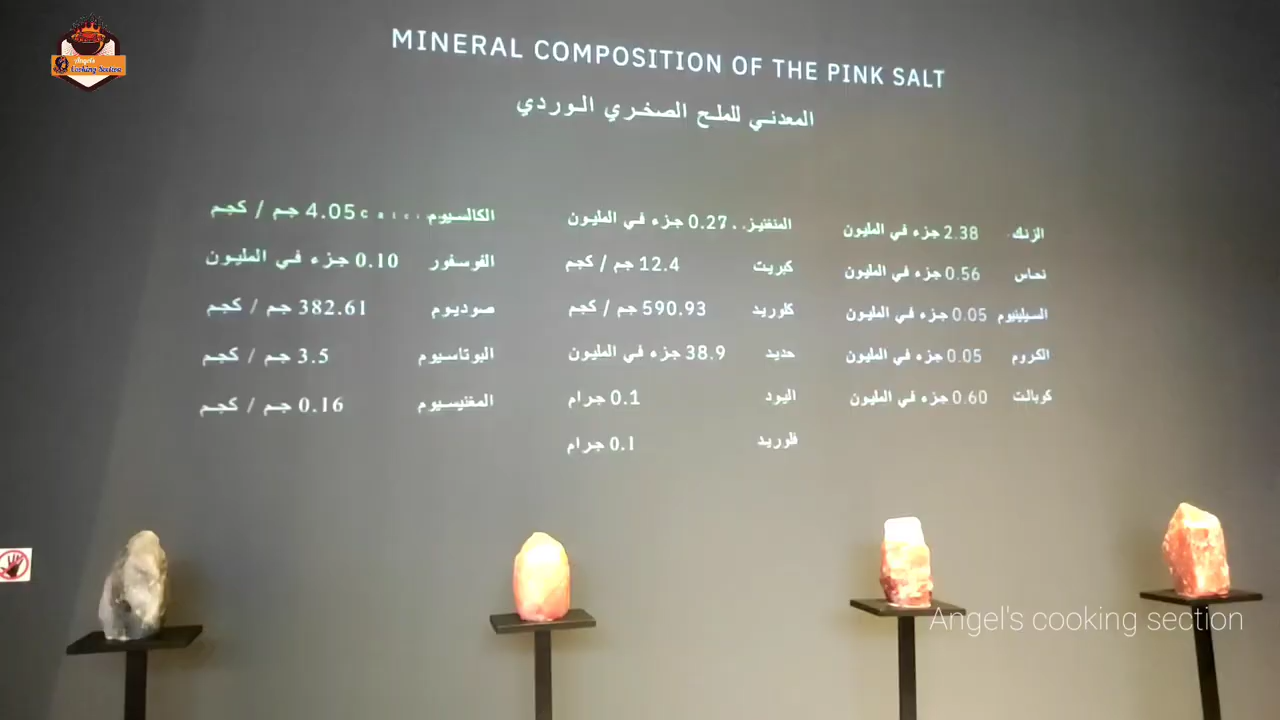 Angel's
Cooking Section
MINERAL COMPOSITION OF THE PINK SALT
المعدني للملح الصخري الوردي
الكالسيوم 4.05 جم / كجم
الفوسفور 0.10 جزء في المليون
صوديوم 382.61 جم / كجم
البوتاسيوم 3.5 جم / كجم
المغنيسيوم 0.16 جم / كجم
المنغنيز 0.27 جزء في المليون
كبريت 12.4 جم / كجم
كلوريد 590.93 جم / كجم
حديد 38.9 جزء في المليون
اليود 0.1 جرام
فلوريد 0.1 جرام
الزنك 2.38 جزء في المليون
نحاس 0.56 جزء في المليون
السيلينيوم 0.05 جزء في المليون
الكروم 0.05 جزء في المليون
كوبالت 0.60 جزء في المليون
Angel's cooking section